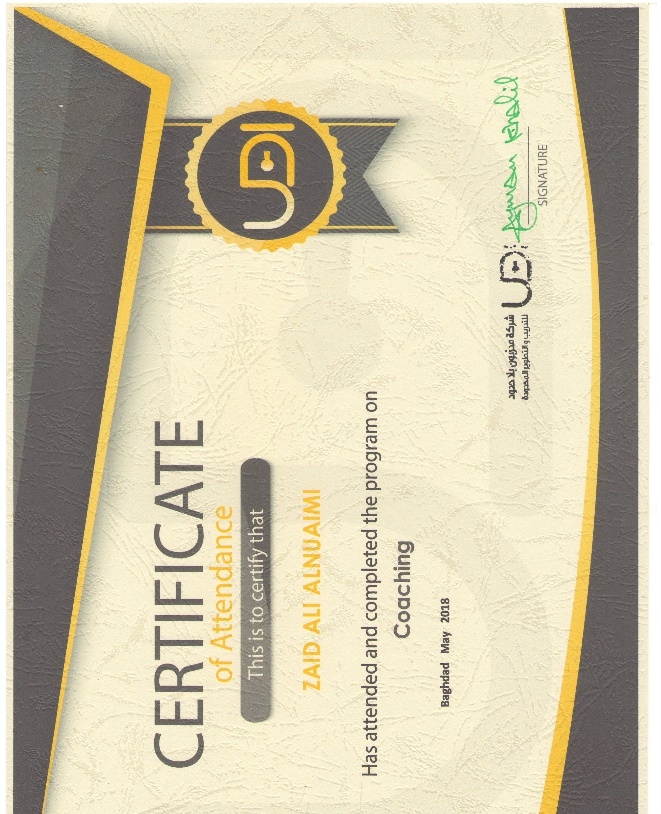 CERTIFICATE
of Attendance
This is to certify that
ZAID ALI ALNUAIMI
Has attended and completed the program on
Coaching
Baghdad May 2018
شركة مدربون بلا حدود
للتدريب والتطوير المحدودة
Ayman Khalil
SIGNATURE